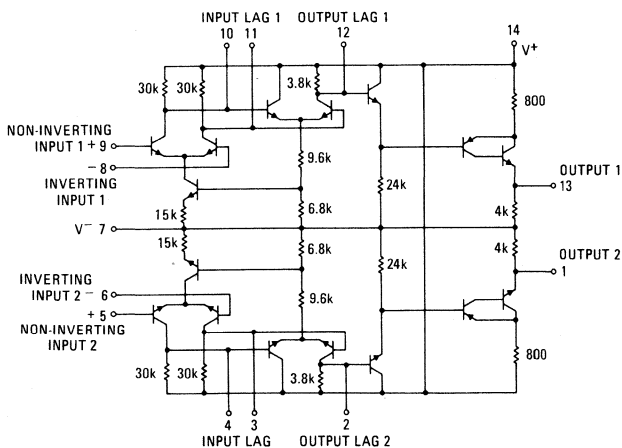 INPUT LAG 1 OUTPUT LAG 1
10 11 12 14
V+
30k 30k 3.8k 800
NON-INVERTING
INPUT 1 + 9
9.6k
− 8
INVERTING
INPUT 1
OUTPUT 1
13
24k
15k 6.8k 4k
V− 7
15k 6.8k 4k
24k
OUTPUT 2
1
INVERTING
INPUT 2 − 6
9.6k
+ 5
NON-INVERTING
INPUT 2
800
30k 30k 3.8k
4 3 2
INPUT LAG OUTPUT LAG 2